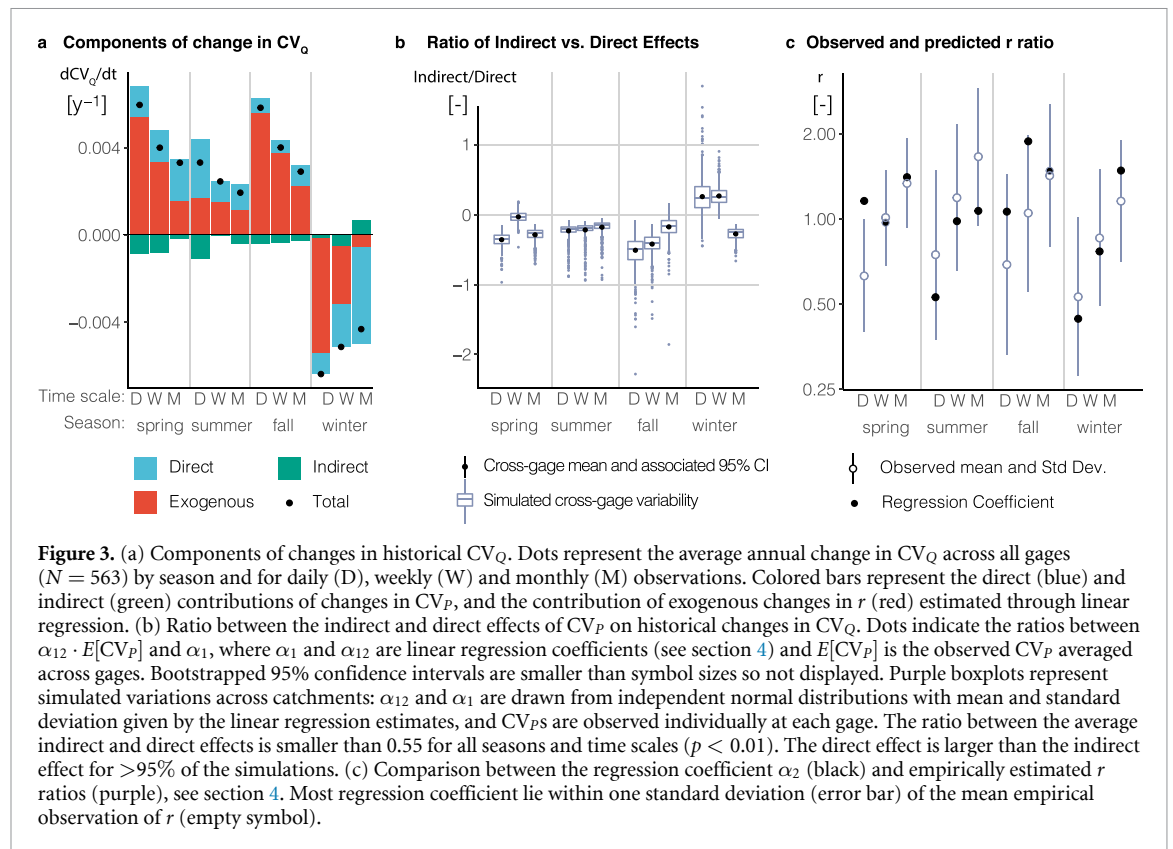 a Components of change in CVQ
b Ratio of Indirect vs. Direct Effects
c Observed and predicted r ratio
dCVQ/dt
[y−1]
0.004
0.000
−0.004
Indirect/Direct
[-]
1
0
−1
−2
r
[-]
2.00
1.00
0.50
0.25
Time scale: D W M D W M D W M D W M
Season: spring summer fall winter
D W M D W M D W M D W M
spring summer fall winter
D W M D W M D W M D W M
spring summer fall winter
Direct
Indirect
Exogenous
Total
Cross-gage mean and associated 95% CI
Simulated cross-gage variability
Observed mean and Std Dev.
Regression Coefficient
Figure 3. (a) Components of changes in historical CVQ. Dots represent the average annual change in CVQ across all gages
(N = 563) by season and for daily (D), weekly (W) and monthly (M) observations. Colored bars represent the direct (blue) and
indirect (green) contributions of changes in CVP, and the contribution of exogenous changes in r (red) estimated through linear
regression. (b) Ratio between the indirect and direct effects of CVP on historical changes in CVQ. Dots indicate the ratios between
α12 · E[CVP] and α1, where α1 and α12 are linear regression coefficients (see section 4) and E[CVP] is the observed CVP averaged
across gages. Bootstrapped 95% confidence intervals are smaller than symbol sizes so not displayed. Purple boxplots represent
simulated variations across catchments: α12 and α1 are drawn from independent normal distributions with mean and standard
deviation given by the linear regression estimates, and CVPs are observed individually at each gage. The ratio between the average
indirect and direct effects is smaller than 0.55 for all seasons and time scales (p < 0.01). The direct effect is larger than the indirect
effect for >95% of the simulations. (c) Comparison between the regression coefficient α2 (black) and empirically estimated r
ratios (purple), see section 4. Most regression coefficient lie within one standard deviation (error bar) of the mean empirical
observation of r (empty symbol).